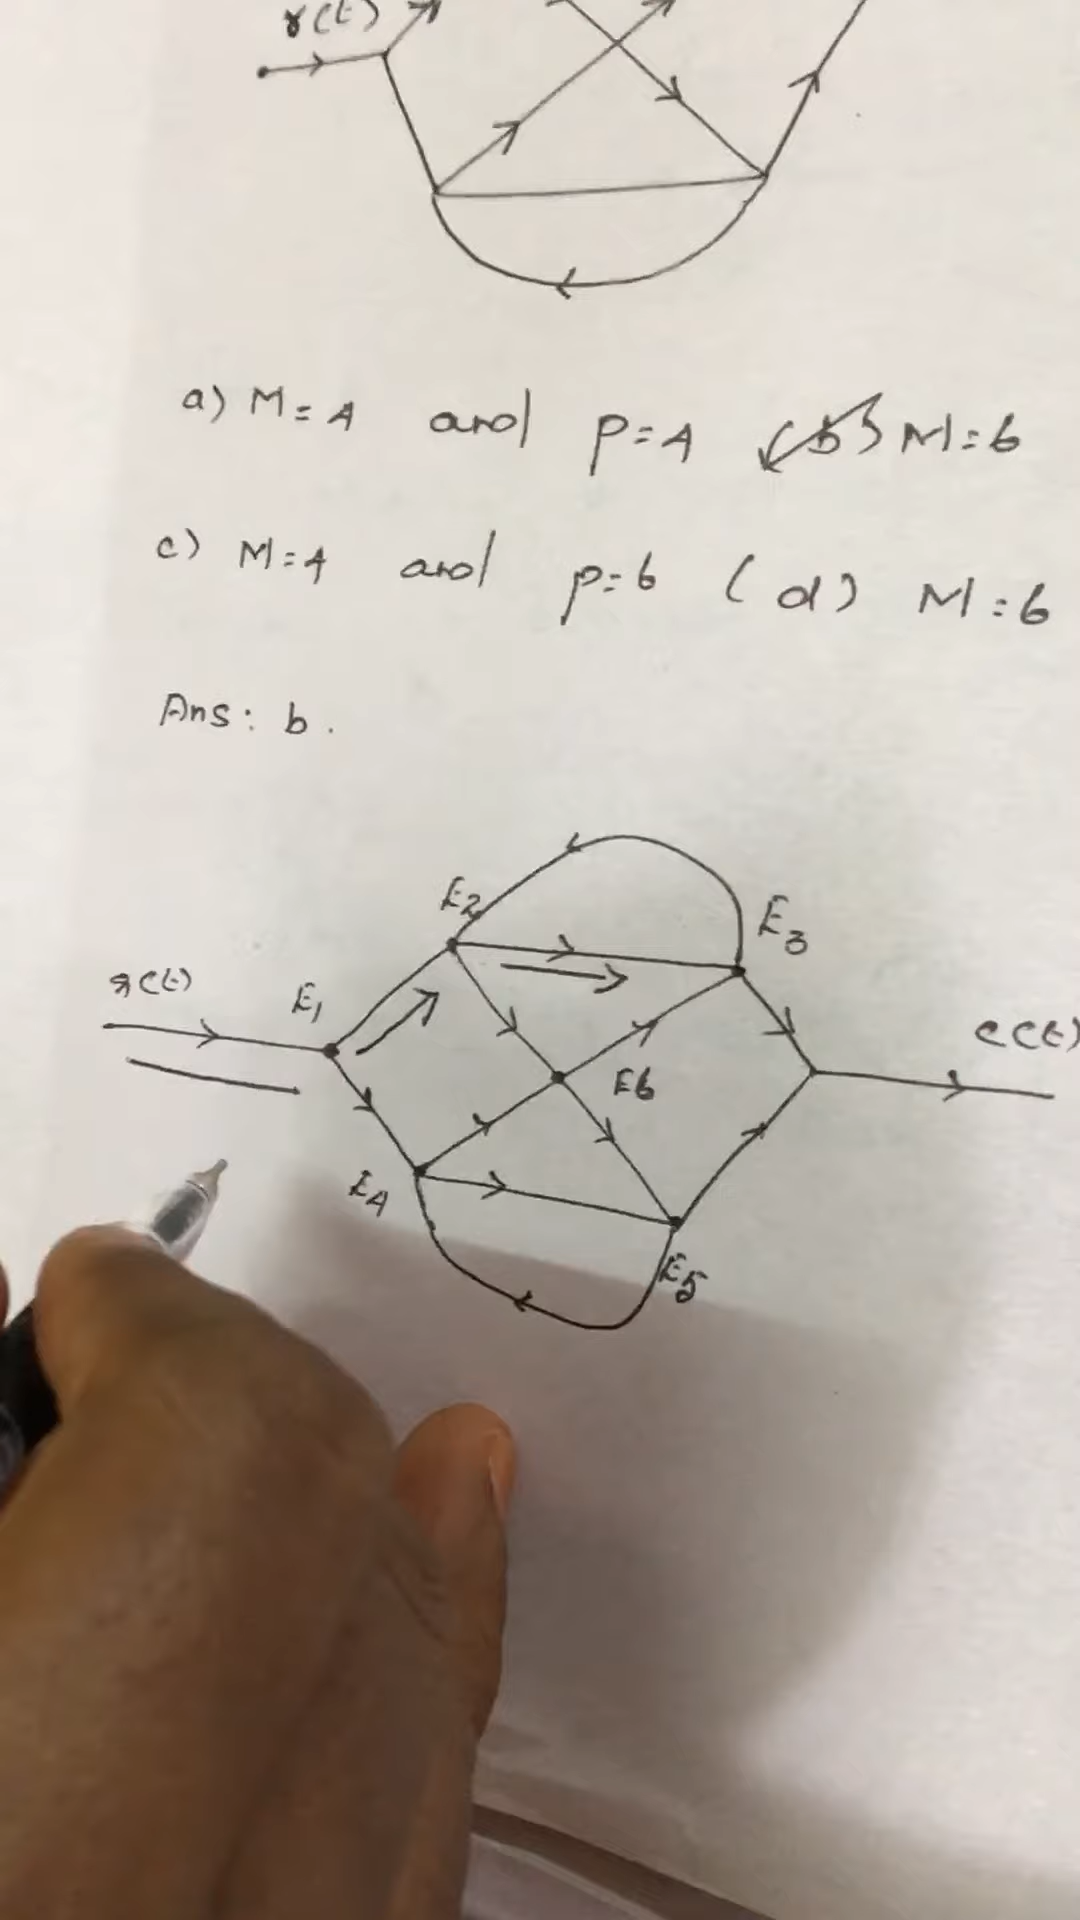 r(t)
a) M=4 and p=4 b) M=6
c) M=4 and p=6 (d) M=6
Ans: b.
E2
E3
r(t)
E1
c(t)
E6
E4
E5